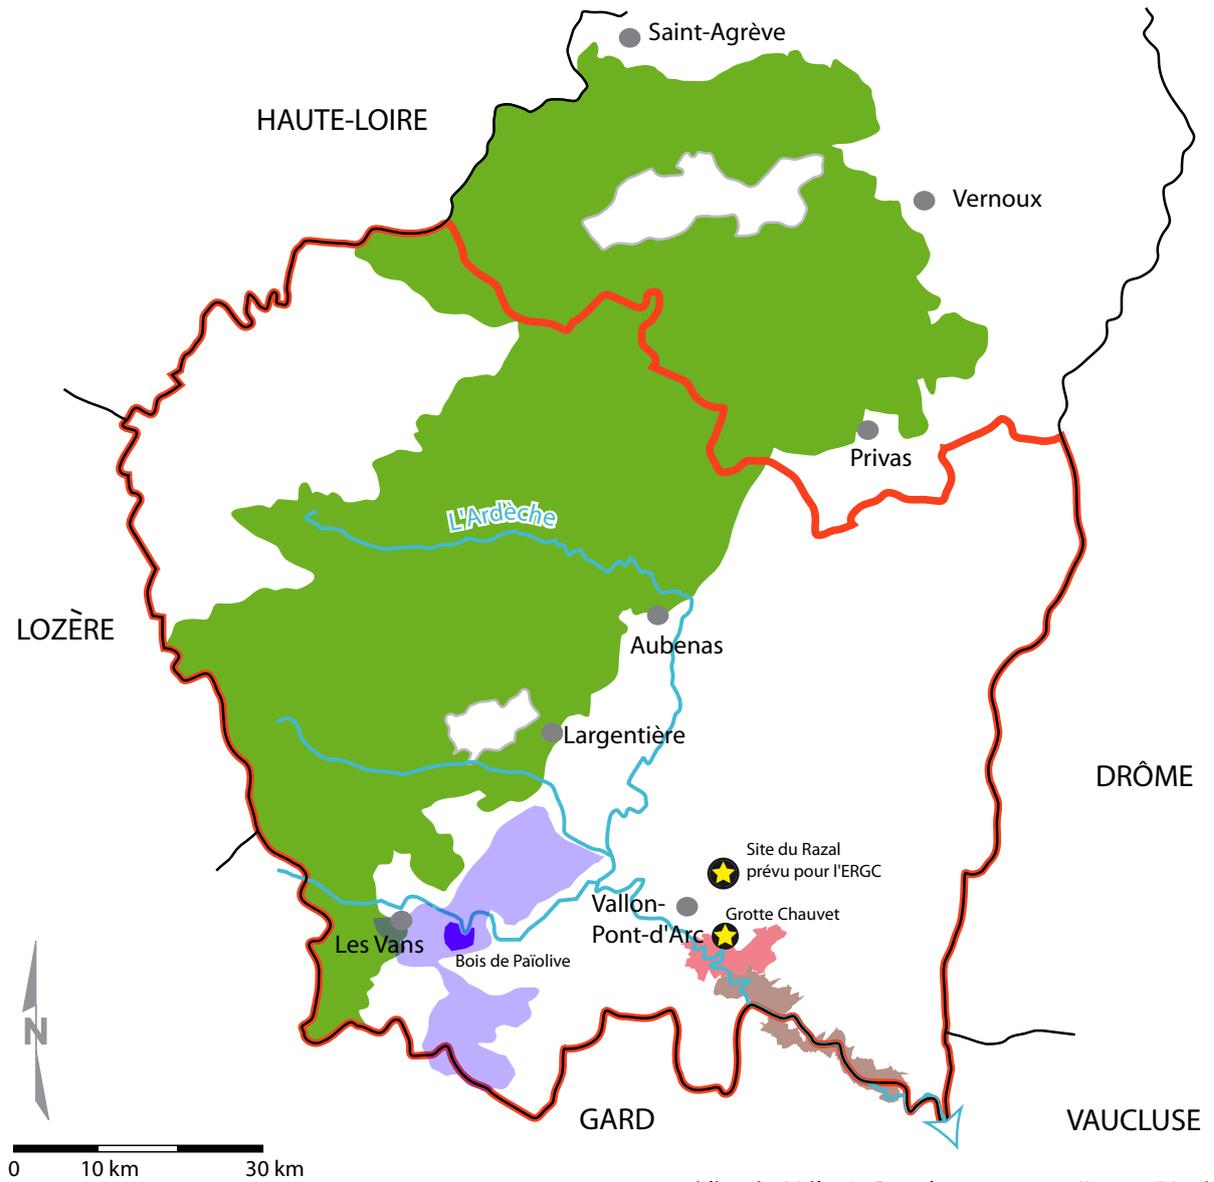 Saint-Agrève
HAUTE-LOIRE
Vernoux
Privas
L'Ardèche
LOZÈRE
Aubenas
Largentière
DRÔME
Site du Razal
prévu pour l'ERGC
Vallon-
Pont-d'Arc
Grotte Chauvet
Les Vans
Bois de Païolive
N
GARD
VAUCLUSE
0
10 km
30 km